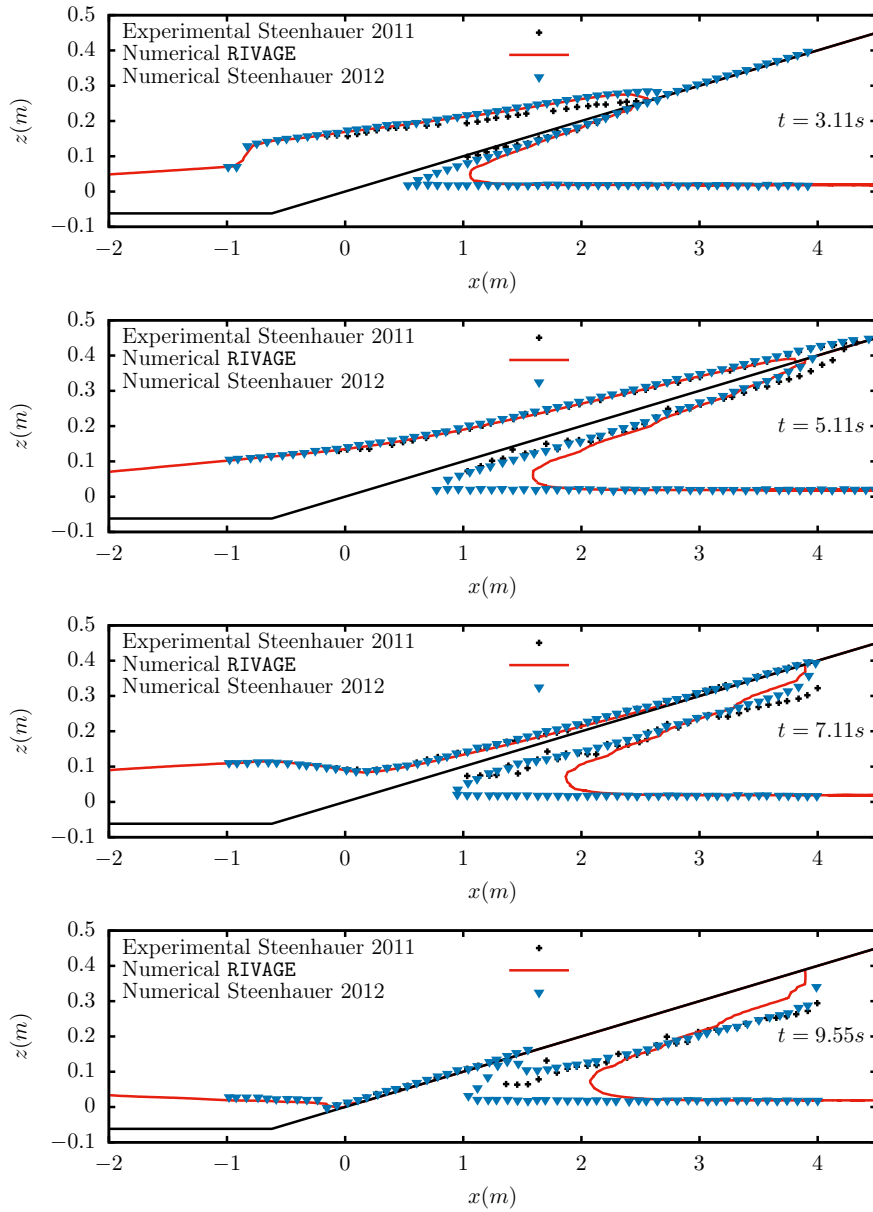 0.5
0.4
0.3
0.2
0.1
0
−0.1
z(m)
Experimental Steenhauer 2011
Numerical RIVAGE
Numerical Steenhauer 2012
t = 3.11s
−2 −1 0 1 2 3 4
x(m)
0.5
0.4
0.3
0.2
0.1
0
−0.1
z(m)
Experimental Steenhauer 2011
Numerical RIVAGE
Numerical Steenhauer 2012
t = 5.11s
−2 −1 0 1 2 3 4
x(m)
0.5
0.4
0.3
0.2
0.1
0
−0.1
z(m)
Experimental Steenhauer 2011
Numerical RIVAGE
Numerical Steenhauer 2012
t = 7.11s
−2 −1 0 1 2 3 4
x(m)
0.5
0.4
0.3
0.2
0.1
0
−0.1
z(m)
Experimental Steenhauer 2011
Numerical RIVAGE
Numerical Steenhauer 2012
t = 9.55s
−2 −1 0 1 2 3 4
x(m)